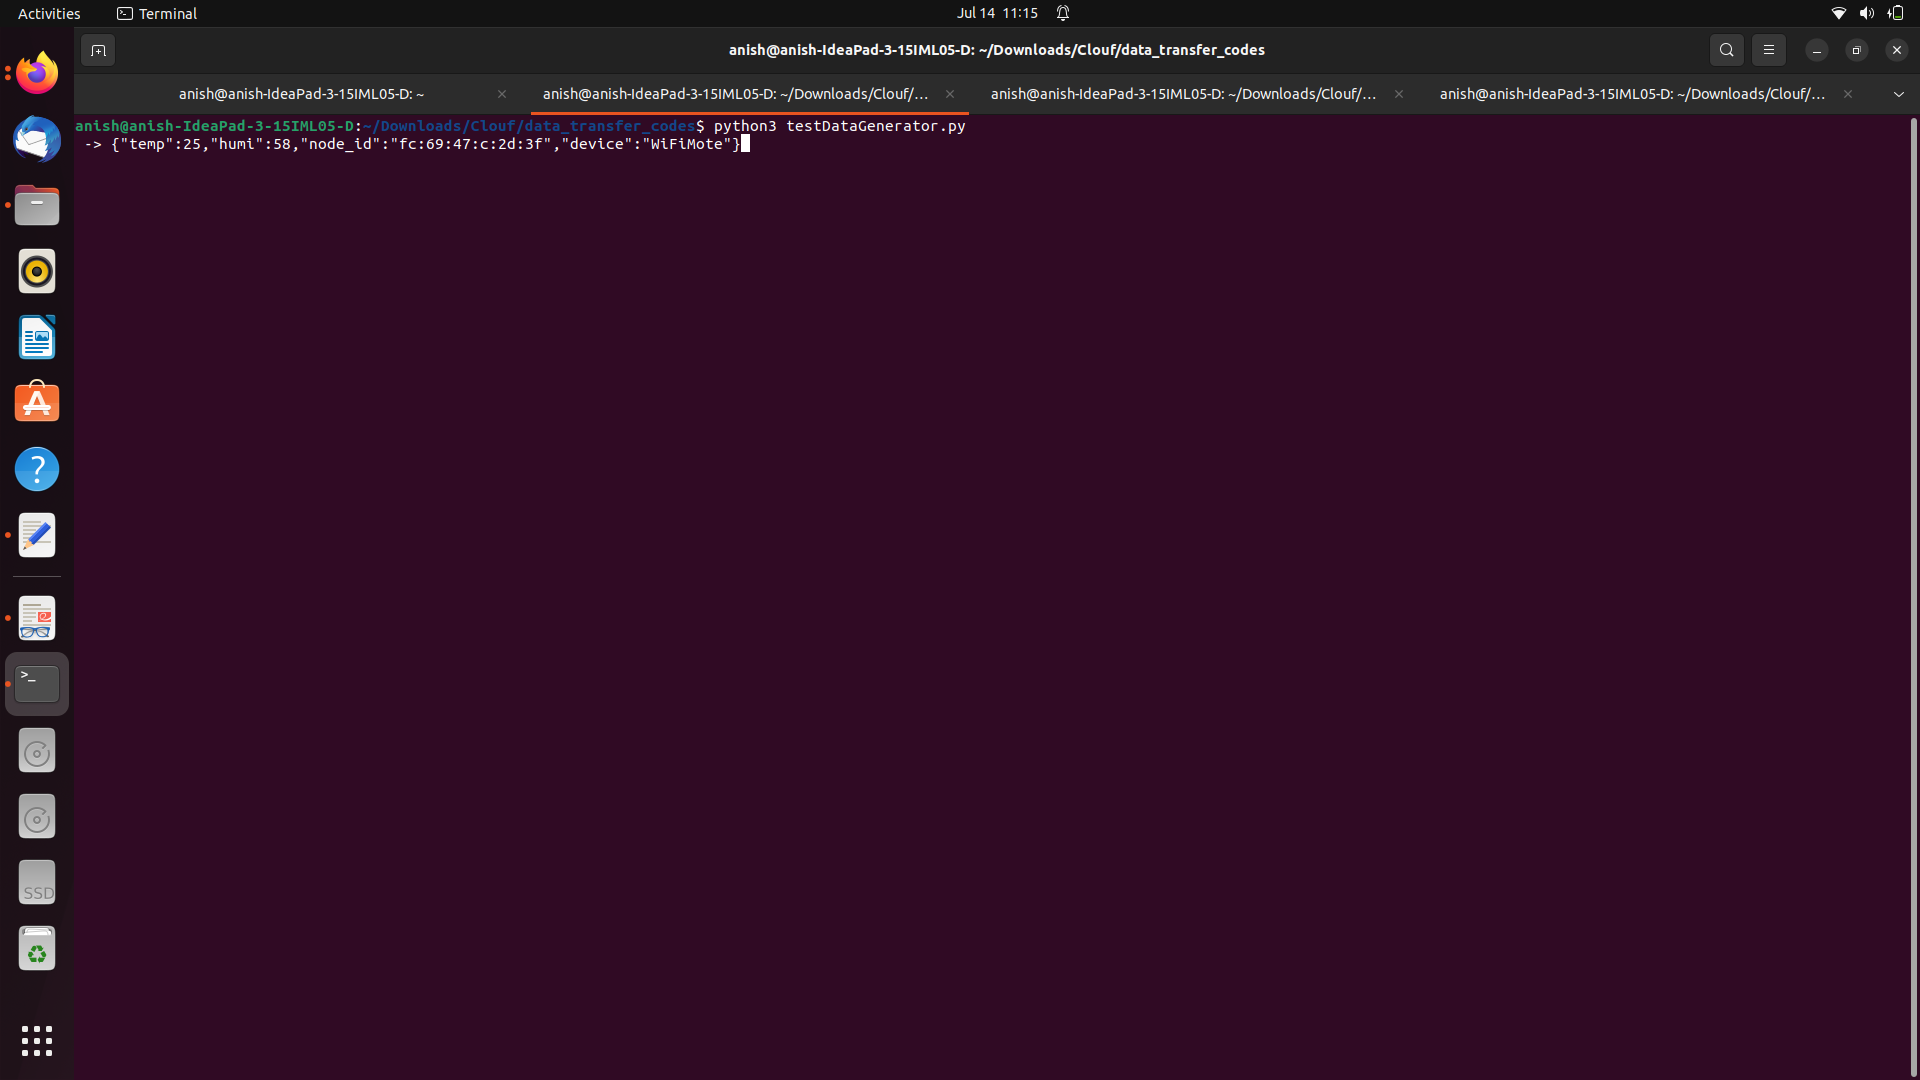 Activities
Terminal
Jul 14 11:15
anish@anish-IdeaPad-3-15IML05-D: ~/Downloads/Clouf/data_transfer_codes
anish@anish-IdeaPad-3-15IML05-D: ~
anish@anish-IdeaPad-3-15IML05-D: ~/Downloads/Clouf/...
anish@anish-IdeaPad-3-15IML05-D: ~/Downloads/Clouf/...
anish@anish-IdeaPad-3-15IML05-D: ~/Downloads/Clouf/...
anish@anish-IdeaPad-3-15IML05-D:~/Downloads/Clouf/data_transfer_codes$ python3 testDataGenerator.py
-> {"temp":25,"humi":58,"node_id":"fc:69:47:c:2d:3f","device":"WiFiMote"}
SSD